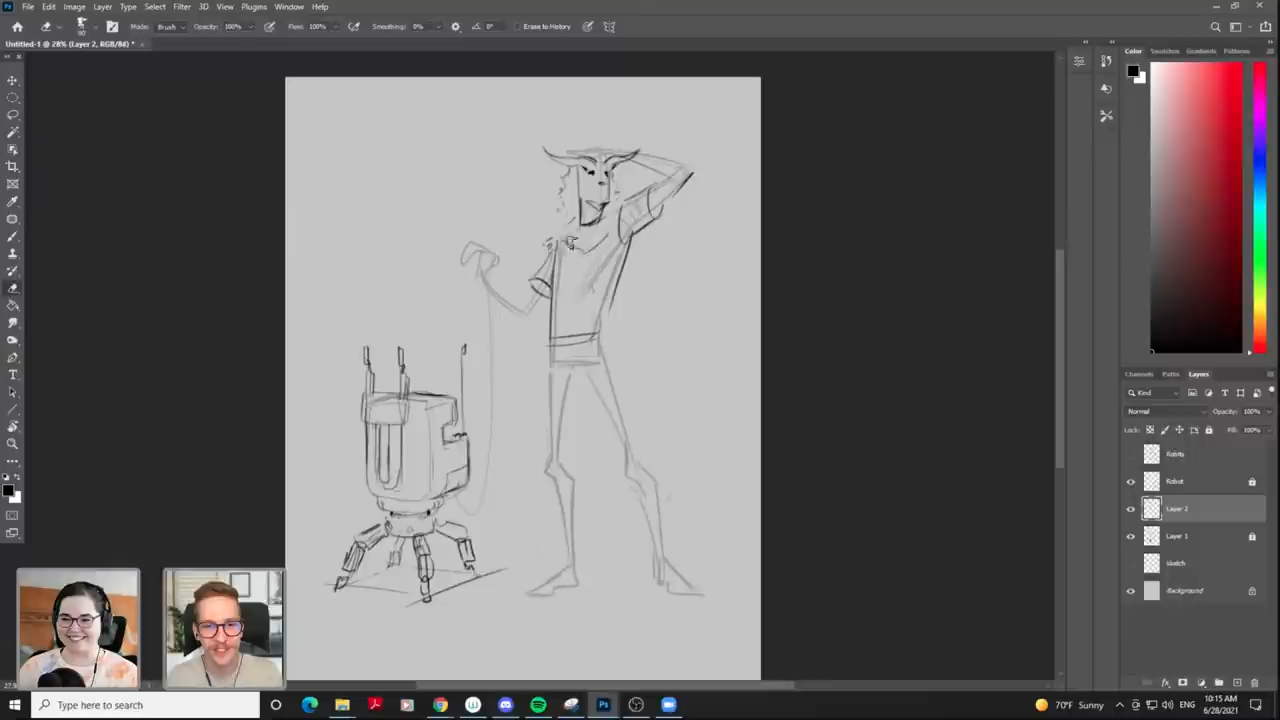 File Edit Image Layer Type Select Filter 3D View Plugins Window Help
Mode: Brush Opacity: 100% Flow: 100% Smoothing: 0% 0° Erase to History
Untitled-1 @ 28% (Layer 2, RGB/8#) *
Color Swatches Gradients Patterns
Channels Paths Layers
Kind
Normal Opacity: 100%
Lock: Fill: 100%
Robot
Layer 2
Layer 1
sketch
Background
Type here to search
70°F Sunny
ENG
10:15 AM
6/28/2021